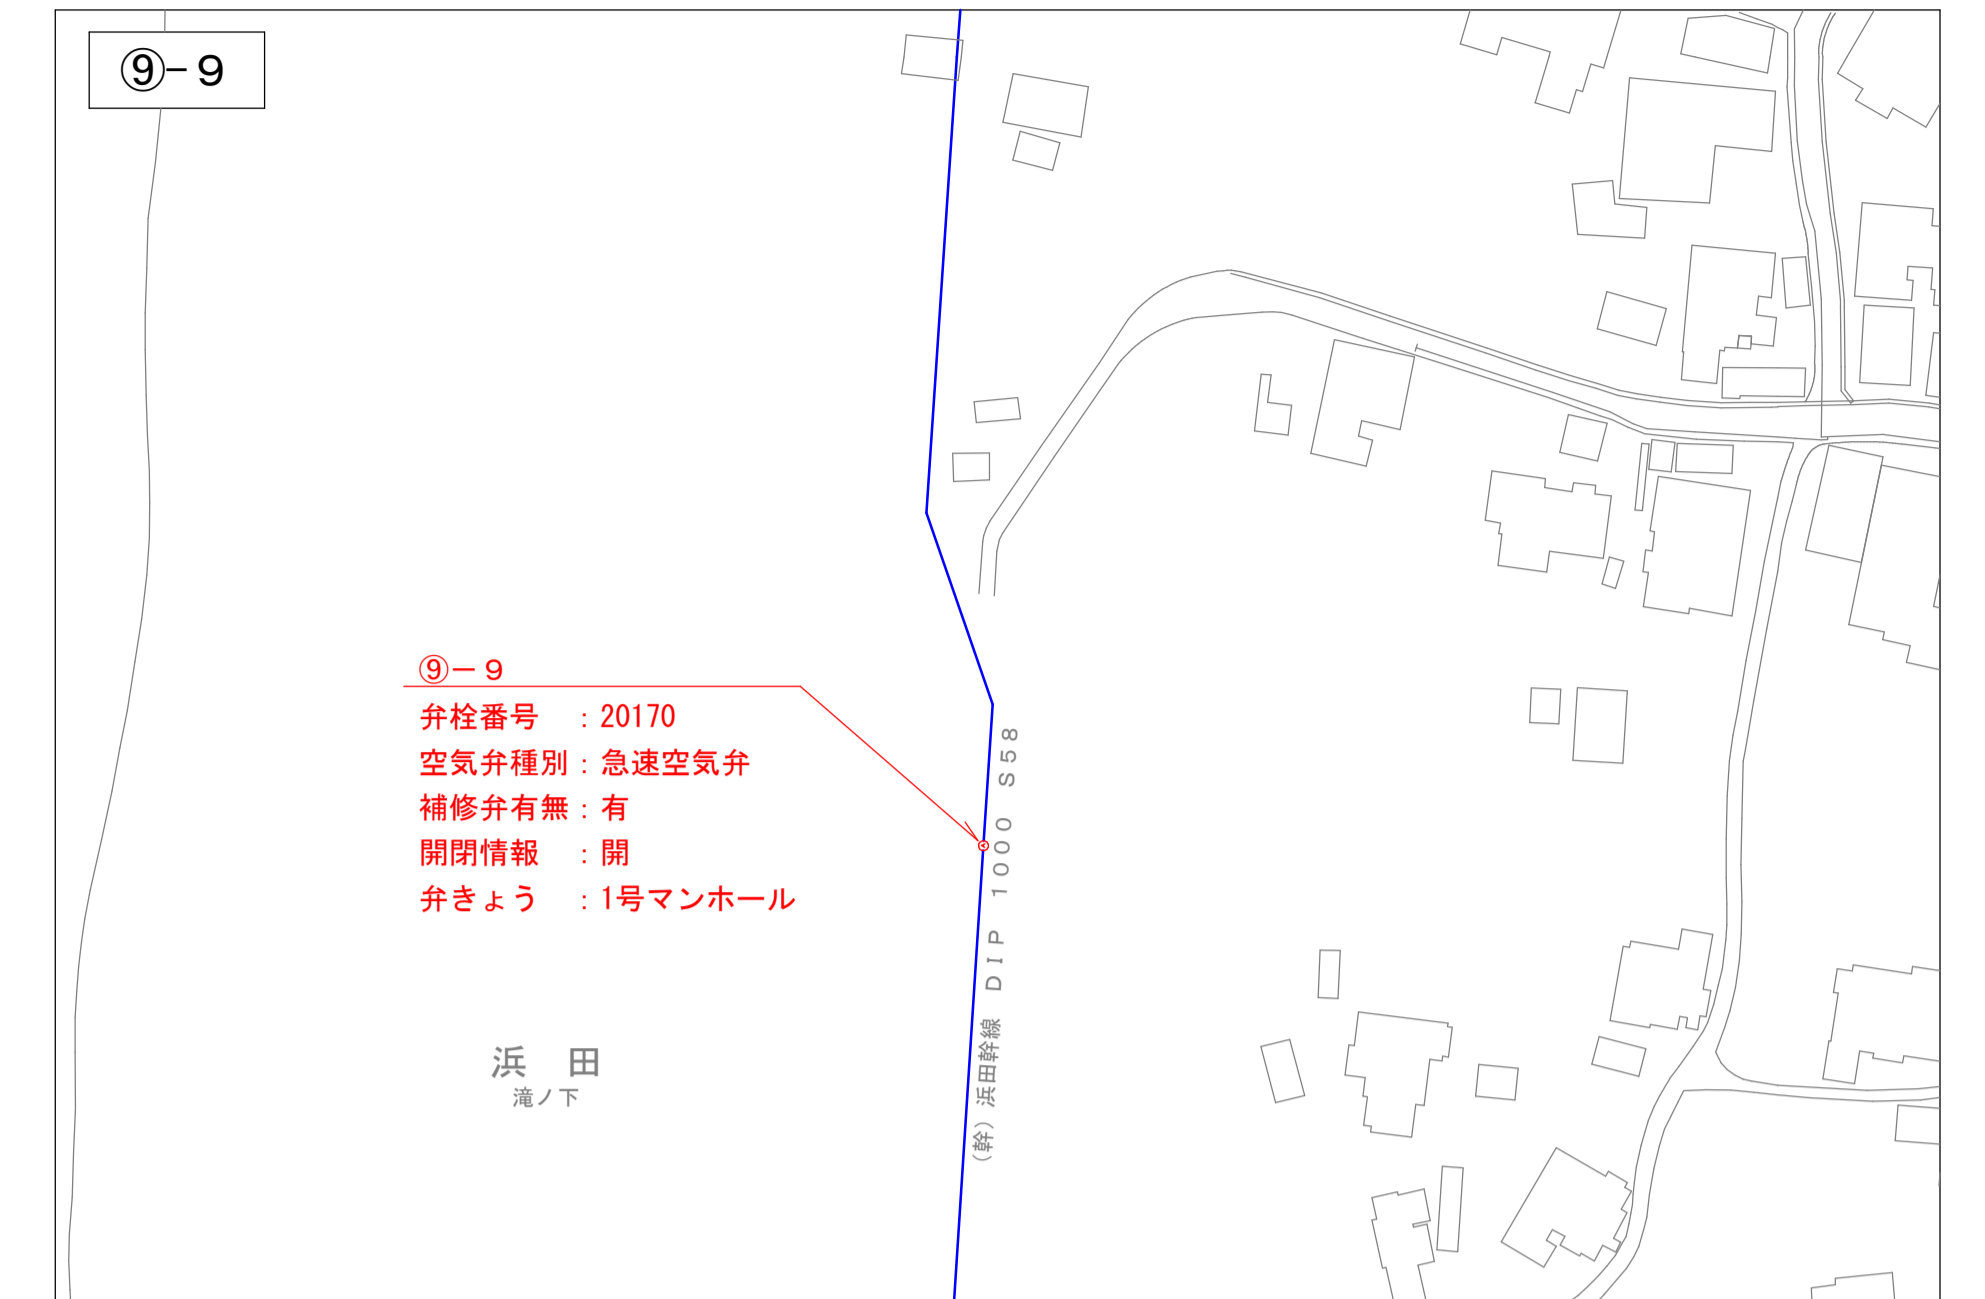 ⑨-９
⑨－９
弁栓番号　：20170
空気弁種別：急速空気弁
補修弁有無：有
開閉情報　：開
弁きょう　：1号マンホール
（幹）浜田幹線　ＤＩＰ　１０００　Ｓ５８
浜　田
滝ノ下